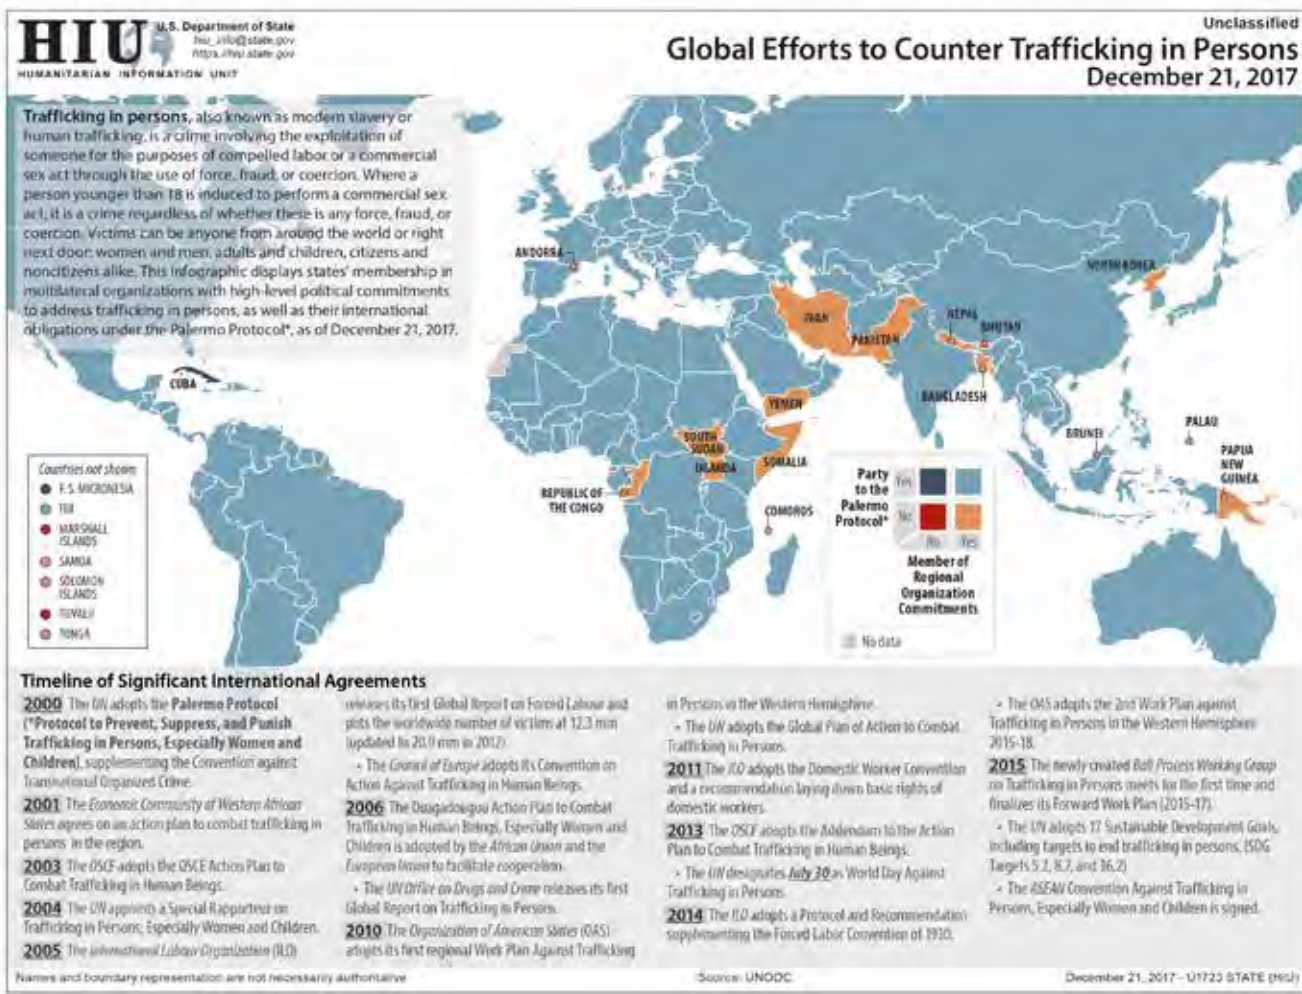 HIU
HUMANITARIAN INFORMATION UNIT
U.S. Department of State
hiu_info@state.gov
https://hiu.state.gov
Unclassified
Global Efforts to Counter Trafficking in Persons
December 21, 2017
Trafficking in persons, also known as modern slavery or
human trafficking, is a crime involving the exploitation of
someone for the purposes of compelled labor or a commercial
sex act through the use of force, fraud, or coercion. Where a
person younger than 18 is induced to perform a commercial sex
act, it is a crime regardless of whether there is any force, fraud, or
coercion. Victims can be anyone from around the world or right
next door: women and men, adults and children, citizens and
noncitizens alike. This infographic displays states' membership in
multilateral organizations with high-level political commitments
to address trafficking in persons, as well as their international
obligations under the Palermo Protocol*, as of December 21, 2017.
ANDORRA
NORTH KOREA
IRAN
PAKISTAN
NEPAL
BHUTAN
BANGLADESH
CUBA
YEMEN
SOUTH
SUDAN
UGANDA
SOMALIA
REPUBLIC OF
THE CONGO
COMOROS
BRUNEI
PALAU
PAPUA
NEW
GUINEA
Countries not shown
F.S. MICRONESIA
FIJI
MARSHALL
ISLANDS
SAMOA
SOLOMON
ISLANDS
TUVALU
TONGA
Party
to the
Palermo
Protocol*
Yes
No
No Yes
Member of
Regional
Organization
Commitments
No data
Timeline of Significant International Agreements
2000 The UN adopts the Palermo Protocol
(*Protocol to Prevent, Suppress, and Punish
Trafficking in Persons, Especially Women and
Children), supplementing the Convention against
Transnational Organized Crime.
2001 The Economic Community of Western African
States agrees on an action plan to combat trafficking in
persons in the region.
2003 The OSCE adopts the OSCE Action Plan to
Combat Trafficking in Human Beings.
2004 The UN appoints a Special Rapporteur on
Trafficking in Persons, Especially Women and Children.
2005 The International Labour Organization (ILO)
releases its first Global Report on Forced Labour and
puts the worldwide number of victims at 12.3 mm
(updated to 20.9 mm in 2012).
• The Council of Europe adopts its Convention on
Action Against Trafficking in Human Beings.
2006 The Ouagadougou Action Plan to Combat
Trafficking in Human Beings, Especially Women and
Children is adopted by the African Union and the
European Union to facilitate cooperation.
• The UN Office on Drugs and Crime releases its first
Global Report on Trafficking in Persons.
2010 The Organization of American States (OAS)
adopts its first regional Work Plan Against Trafficking
in Persons in the Western Hemisphere.
• The UN adopts the Global Plan of Action to Combat
Trafficking in Persons.
2011 The ILO adopts the Domestic Worker Convention
and a recommendation laying down basic rights of
domestic workers.
2013 The OSCE adopts the Addendum to the Action
Plan to Combat Trafficking in Human Beings.
• The UN designates July 30 as World Day Against
Trafficking in Persons.
2014 The ILO adopts a Protocol and Recommendation
supplementing the Forced Labor Convention of 1930.
• The OAS adopts the 2nd Work Plan against
Trafficking in Persons in the Western Hemisphere
2015-18.
2015 The newly created Bali Process Working Group
on Trafficking in Persons meets for the first time and
finalizes its Forward Work Plan (2015-17).
• The UN adopts 17 Sustainable Development Goals,
including targets to end trafficking in persons. (SDG
Targets 5.2, 8.7, and 16.2)
• The ASEAN Convention Against Trafficking in
Persons, Especially Women and Children is signed.
Names and boundary representation are not necessarily authoritative
Source: UNODC
December 21, 2017 - U1723 STATE (HIU)